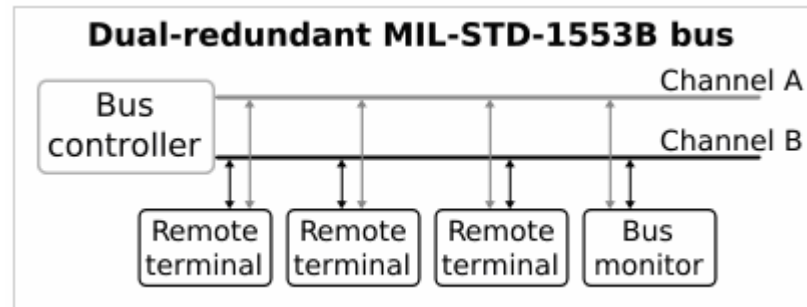 Dual-redundant MIL-STD-1553B bus
Channel A
Bus
controller
Channel B
Remote
terminal
Remote
terminal
Remote
terminal
Bus
monitor